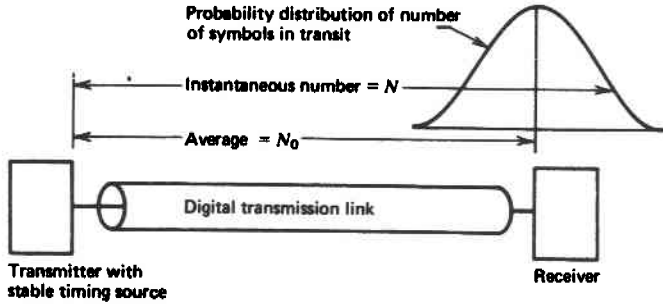 Probability distribution of number
of symbols in transit
Instantaneous number = N
Average = N₀
Digital transmission link
Transmitter with
stable timing source
Receiver